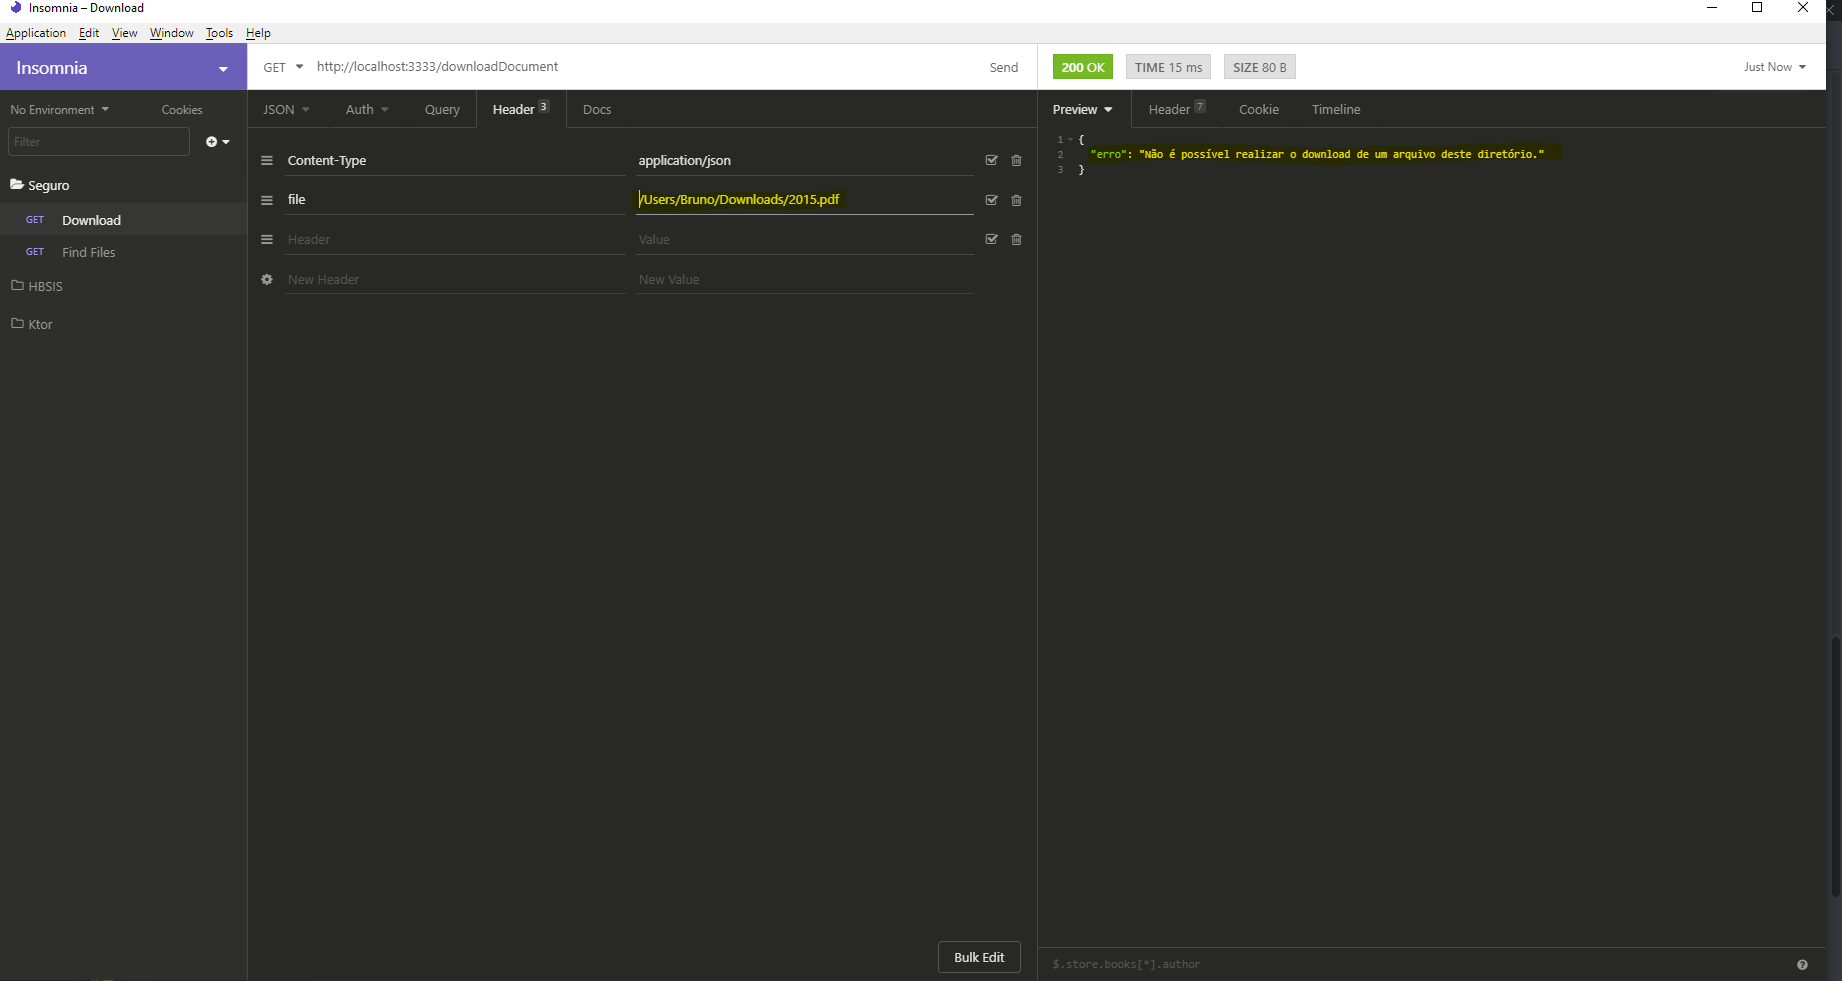 Insomnia – Download
Application Edit View Window Tools Help
Insomnia
GET http://localhost:3333/downloadDocument Send
200 OK TIME 15 ms SIZE 80 B Just Now
No Environment Cookies
Filter
Seguro
GET Download
GET Find Files
HBSIS
Ktor
JSON Auth Query Header 3 Docs
Content-Type application/json
file /Users/Bruno/Downloads/2015.pdf
Header Value
New Header New Value
Bulk Edit
Preview Header 7 Cookie Timeline
1 {
2 "erro": "Não é possível realizar o download de um arquivo deste diretório."
3 }
$.store.books[*].author